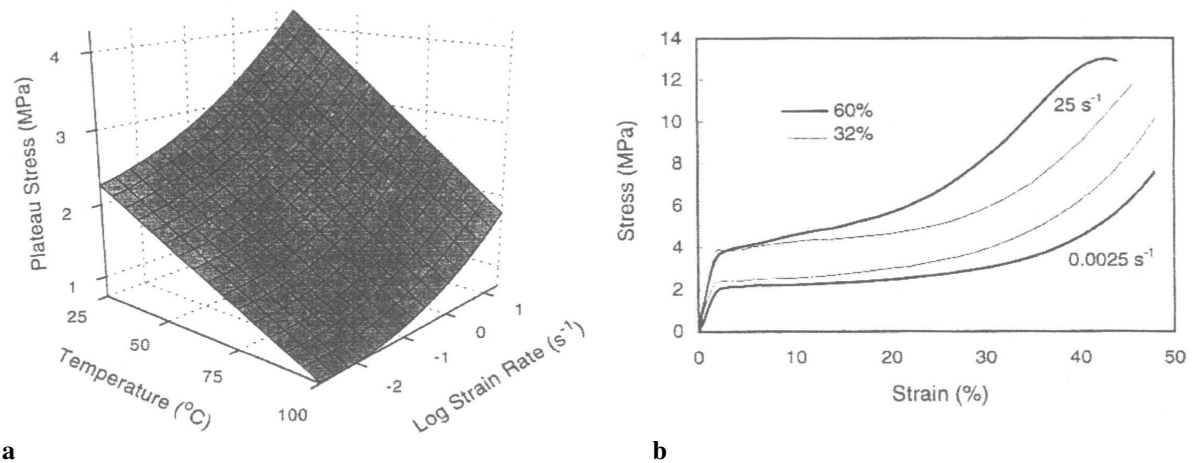 4
3
2
1
Plateau Stress (MPa)
25
50
75
100
Temperature (°C)
-2
-1
0
1
Log Strain Rate (s⁻¹)
a
14
12
10
8
6
4
2
0
Stress (MPa)
60%
32%
25 s⁻¹
0.0025 s⁻¹
0 10 20 30 40 50
Strain (%)
b